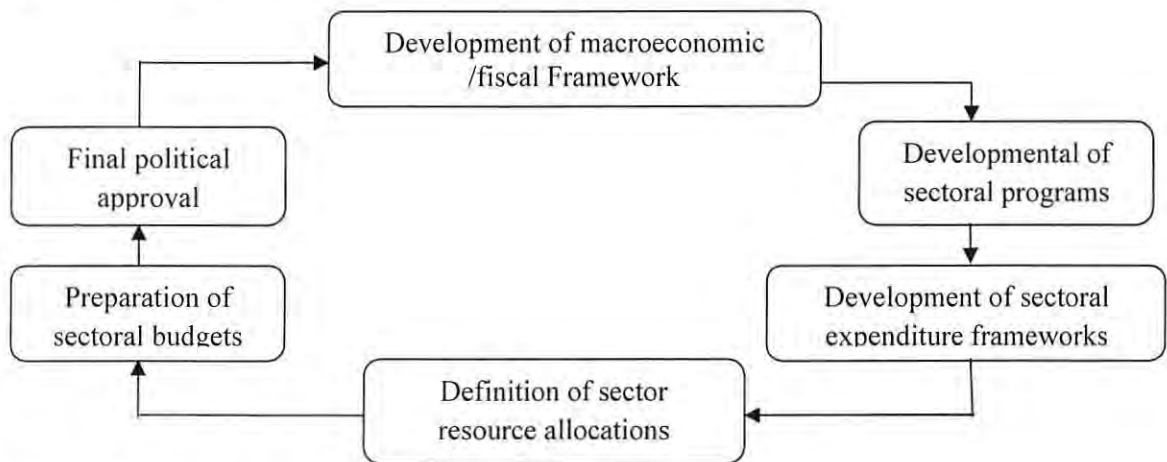 Development of macroeconomic
/fiscal Framework
Developmental of
sectoral programs
Development of sectoral
expenditure frameworks
Definition of sector
resource allocations
Preparation of
sectoral budgets
Final political
approval